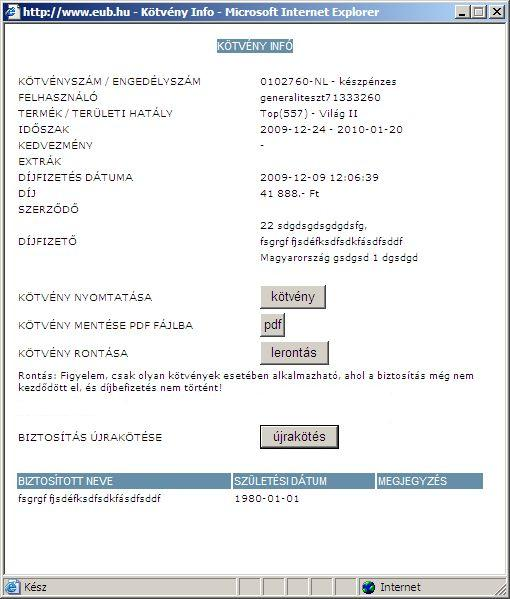 http://www.eub.hu - Kötvény Info - Microsoft Internet Explorer
KÖTVÉNY INFÓ
KÖTVÉNYSZÁM / ENGEDÉLYSZÁM 0102760-NL - készpénzes
FELHASZNÁLÓ generaliteszt71333260
TERMÉK / TERÜLETI HATÁLY Top(557) - Világ II
IDŐSZAK 2009-12-24 - 2010-01-20
KEDVEZMÉNY -
EXTRÁK
DÍJFIZETÉS DÁTUMA 2009-12-09 12:06:39
DÍJ 41 888.- Ft
SZERZŐDŐ
22 sdgdsgdsgdgdsfg,
DÍJFIZETŐ fsgrgf fjsdéfksdfsdkfásdfsddf
Magyarország gsdgsd 1 dgsdgd
KÖTVÉNY NYOMTATÁSA kötvény
KÖTVÉNY MENTÉSE PDF FÁJLBA pdf
KÖTVÉNY RONTÁSA lerontás
Rontás: Figyelem, csak olyan kötvények esetében alkalmazható, ahol a biztosítás még nem
kezdődött el, és díjbefizetés nem történt!
BIZTOSÍTÁS ÚJRAKÖTÉSE újrakötés
BIZTOSÍTOTT NEVE SZÜLETÉSI DÁTUM MEGJEGYZÉS
fsgrgf fjsdéfksdfsdkfásdfsddf 1980-01-01
Kész Internet